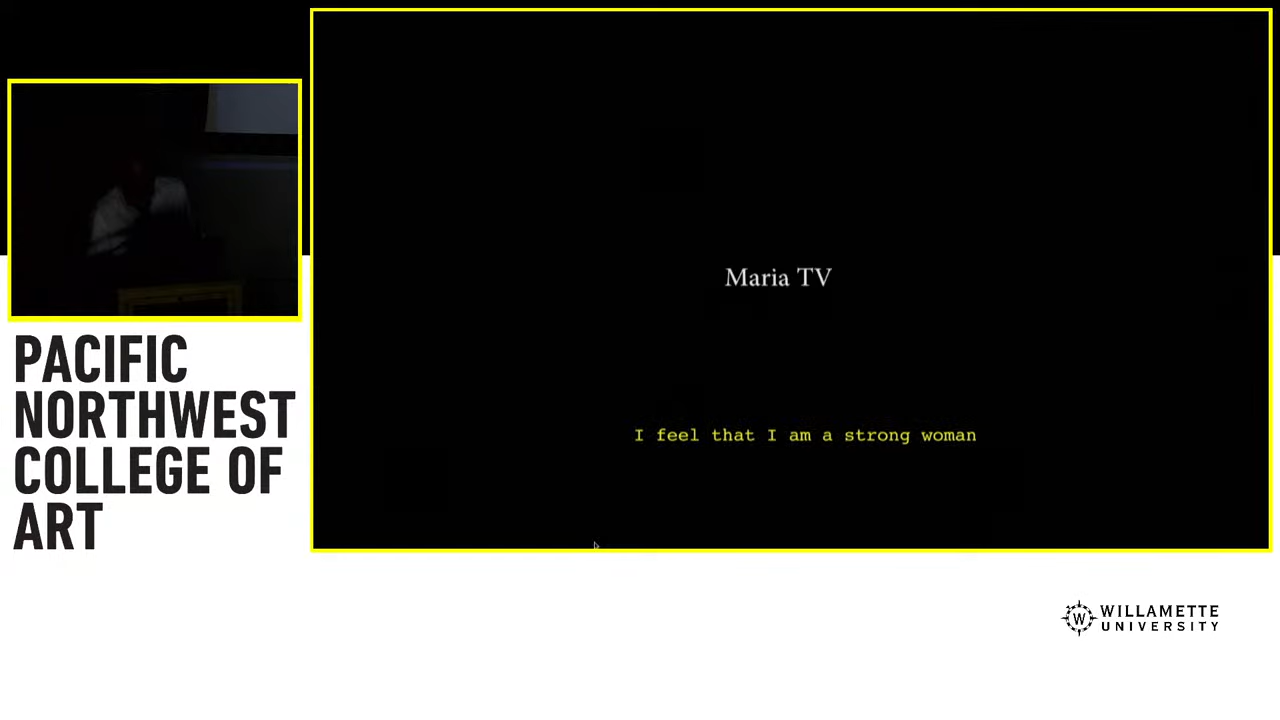 Maria TV
I feel that I am a strong woman
PACIFIC
NORTHWEST
COLLEGE OF
ART
W
WILLAMETTE
UNIVERSITY